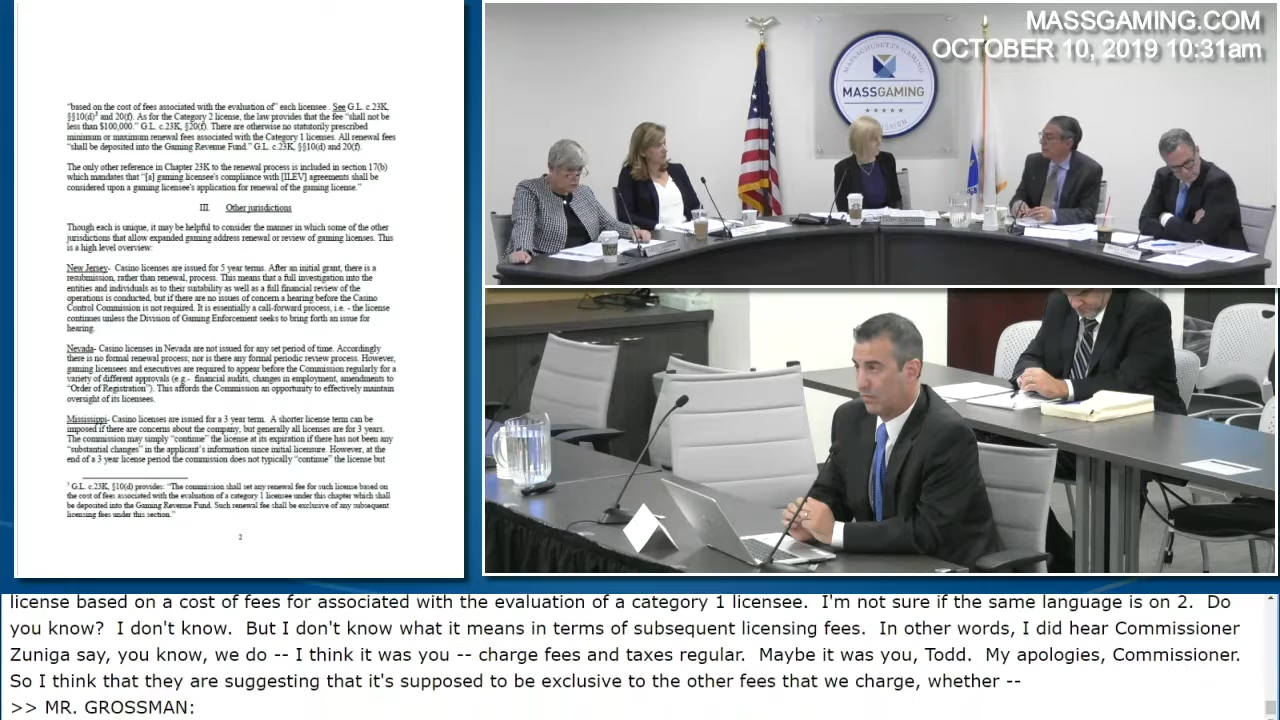 MASSGAMING.COM
OCTOBER 10, 2019 10:31am
MASSGAMING
"based on the cost of fees associated with the evaluation of" each licensee . See G.L. c.23K,
§§10(d)³ and 20(f). As for the Category 2 license, the law provides that the fee "shall not be
less than $100,000." G.L. c.23K, §20(f). There are otherwise no statutorily prescribed
minimum or maximum renewal fees associated with the Category 1 licenses. All renewal fees
"shall be deposited into the Gaming Revenue Fund." G.L. c.23K, §§10(d) and 20(f).
The only other reference in Chapter 23K to the renewal process is included in section 17(b)
which mandates that "[a] gaming licensee's compliance with [ILEV] agreements shall be
considered upon a gaming licensee's application for renewal of the gaming license."
III. Other jurisdictions
Though each is unique, it may be helpful to consider the manner in which some of the other
jurisdictions that allow expanded gaming address renewal or review of gaming licenses. This
is a high level overview:
New Jersey- Casino licenses are issued for 5 year terms. After an initial grant, there is a
resubmission, rather than renewal, process. This means that a full investigation into the
entities and individuals as to their suitability as well as a full financial review of the
operations is conducted, but if there are no issues of concern a hearing before the Casino
Control Commission is not required. It is essentially a call-forward process, i.e. - the license
continues unless the Division of Gaming Enforcement seeks to bring forth an issue for
hearing.
Nevada- Casino licenses in Nevada are not issued for any set period of time. Accordingly
there is no formal renewal process; nor is there any formal periodic review process. However,
gaming licensees and executives are required to appear before the Commission regularly for a
variety of different approvals (e.g.- financial audits, changes in employment, amendments to
"Order of Registration"). This affords the Commission an opportunity to effectively maintain
oversight of its licensees.
Mississippi- Casino licenses are issued for a 3 year term. A shorter license term can be
imposed if there are concerns about the company, but generally all licenses are for 3 years.
The commission may simply "continue" the license at its expiration if there has not been any
"substantial changes" in the applicant's information since initial licensure. However, at the
end of a 3 year license period the commission does not typically "continue" the license but
³ G.L. c.23K, §10(d) provides: "The commission shall set any renewal fee for such license based on
the cost of fees associated with the evaluation of a category 1 licensee under this chapter which shall
be deposited into the Gaming Revenue Fund. Such renewal fee shall be exclusive of any subsequent
licensing fees under this section."
2
license based on a cost of fees for associated with the evaluation of a category 1 licensee.  I'm not sure if the same language is on 2.  Do
you know?  I don't know.  But I don't know what it means in terms of subsequent licensing fees.  In other words, I did hear Commissioner
Zuniga say, you know, we do -- I think it was you -- charge fees and taxes regular.  Maybe it was you, Todd.  My apologies, Commissioner.
So I think that they are suggesting that it's supposed to be exclusive to the other fees that we charge, whether --
>> MR. GROSSMAN: